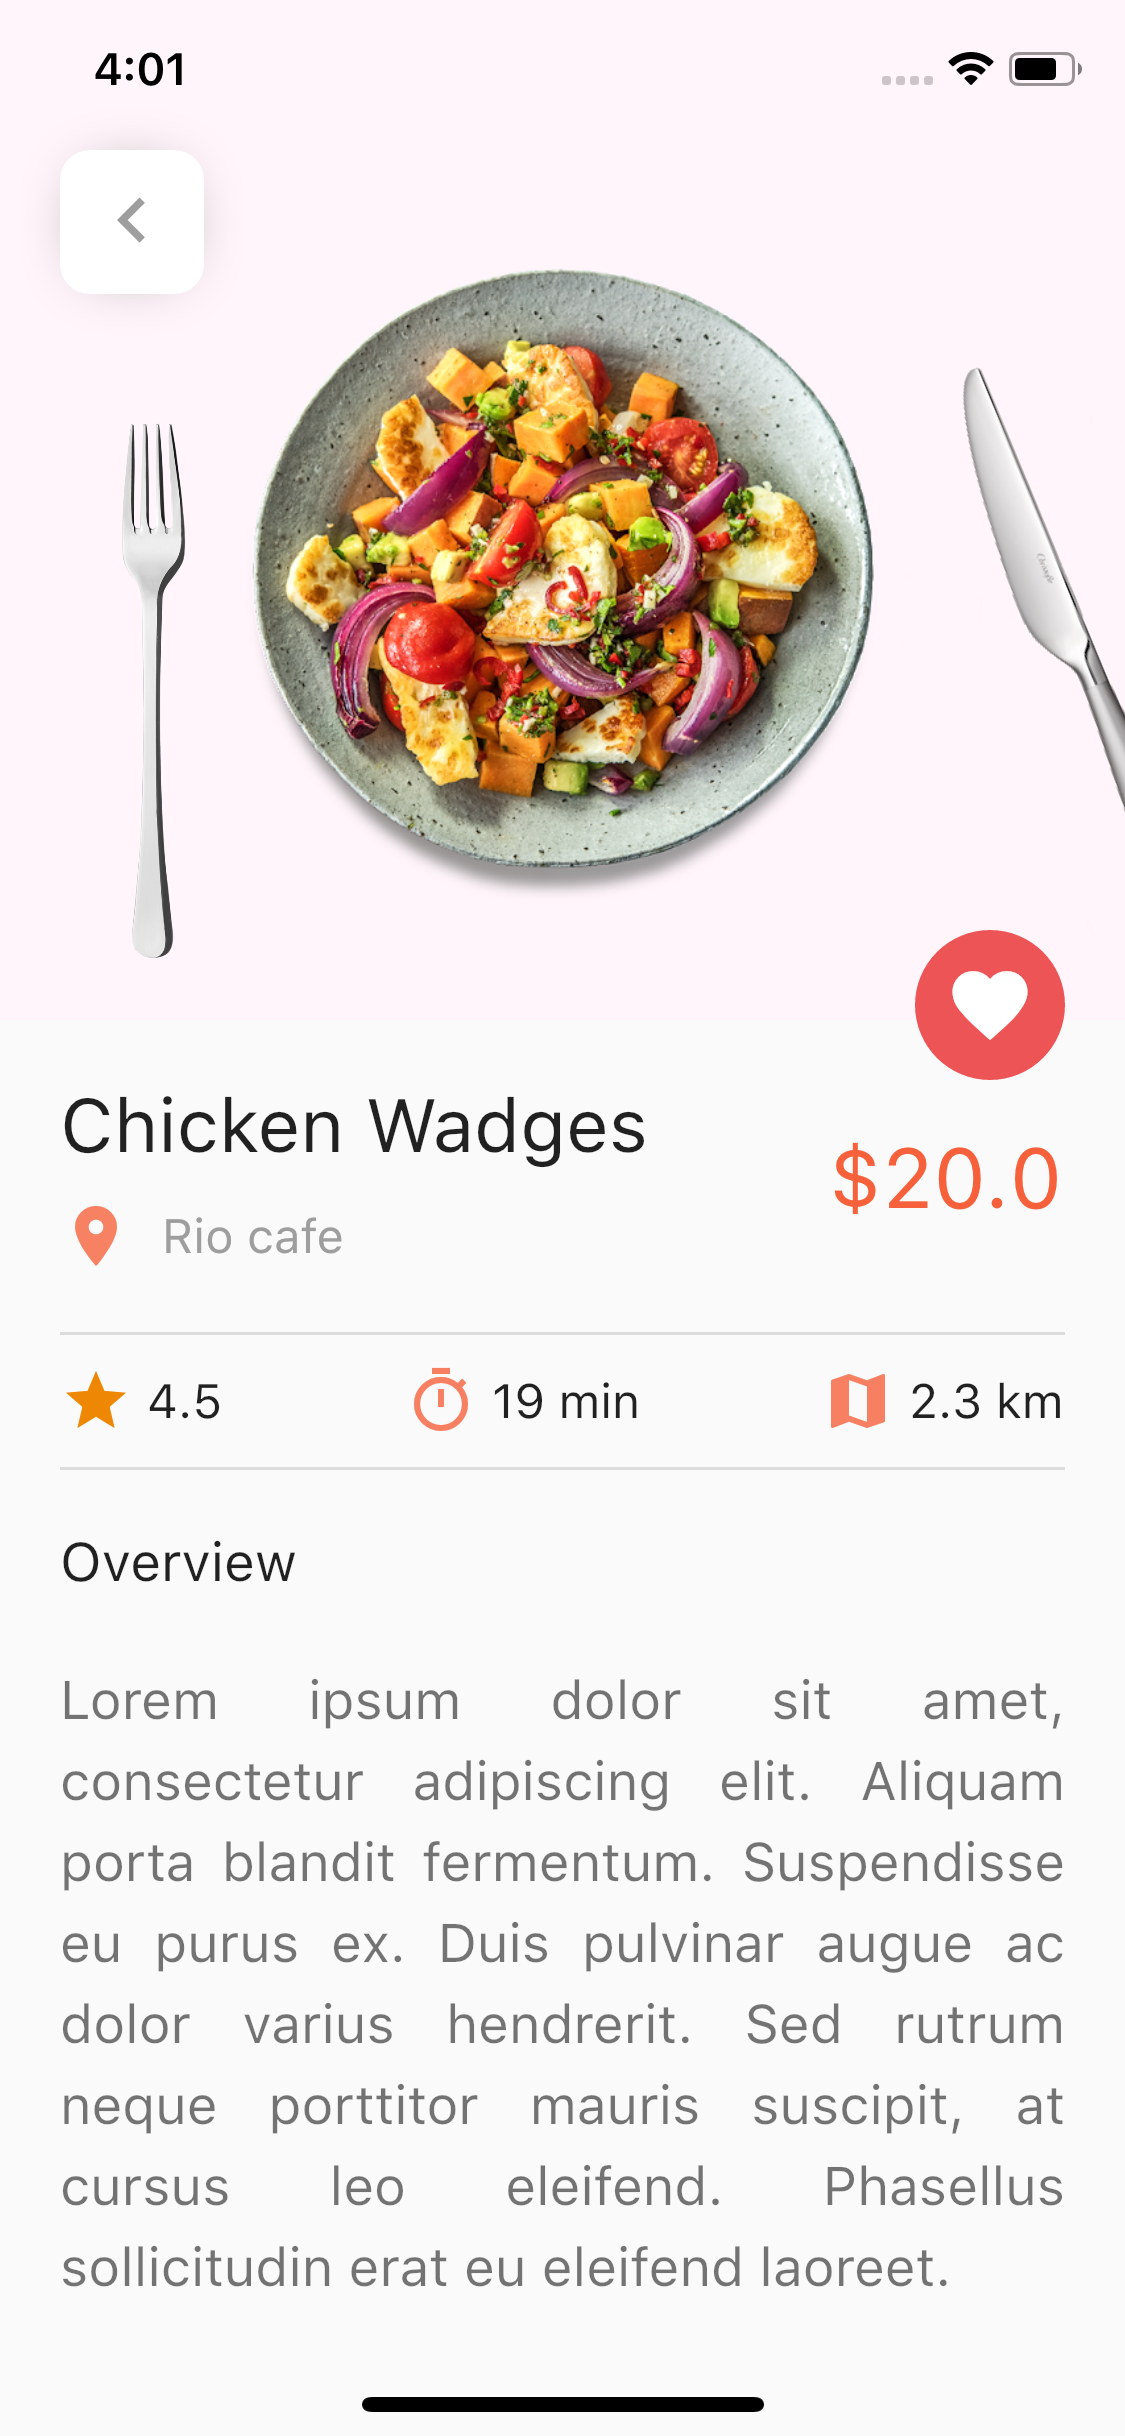 4:01
Chicken Wadges
$20.0
Rio cafe
4.5 19 min 2.3 km
Overview
Lorem ipsum dolor sit amet,
consectetur adipiscing elit. Aliquam
porta blandit fermentum. Suspendisse
eu purus ex. Duis pulvinar augue ac
dolor varius hendrerit. Sed rutrum
neque porttitor mauris suscipit, at
cursus leo eleifend. Phasellus
sollicitudin erat eu eleifend laoreet.